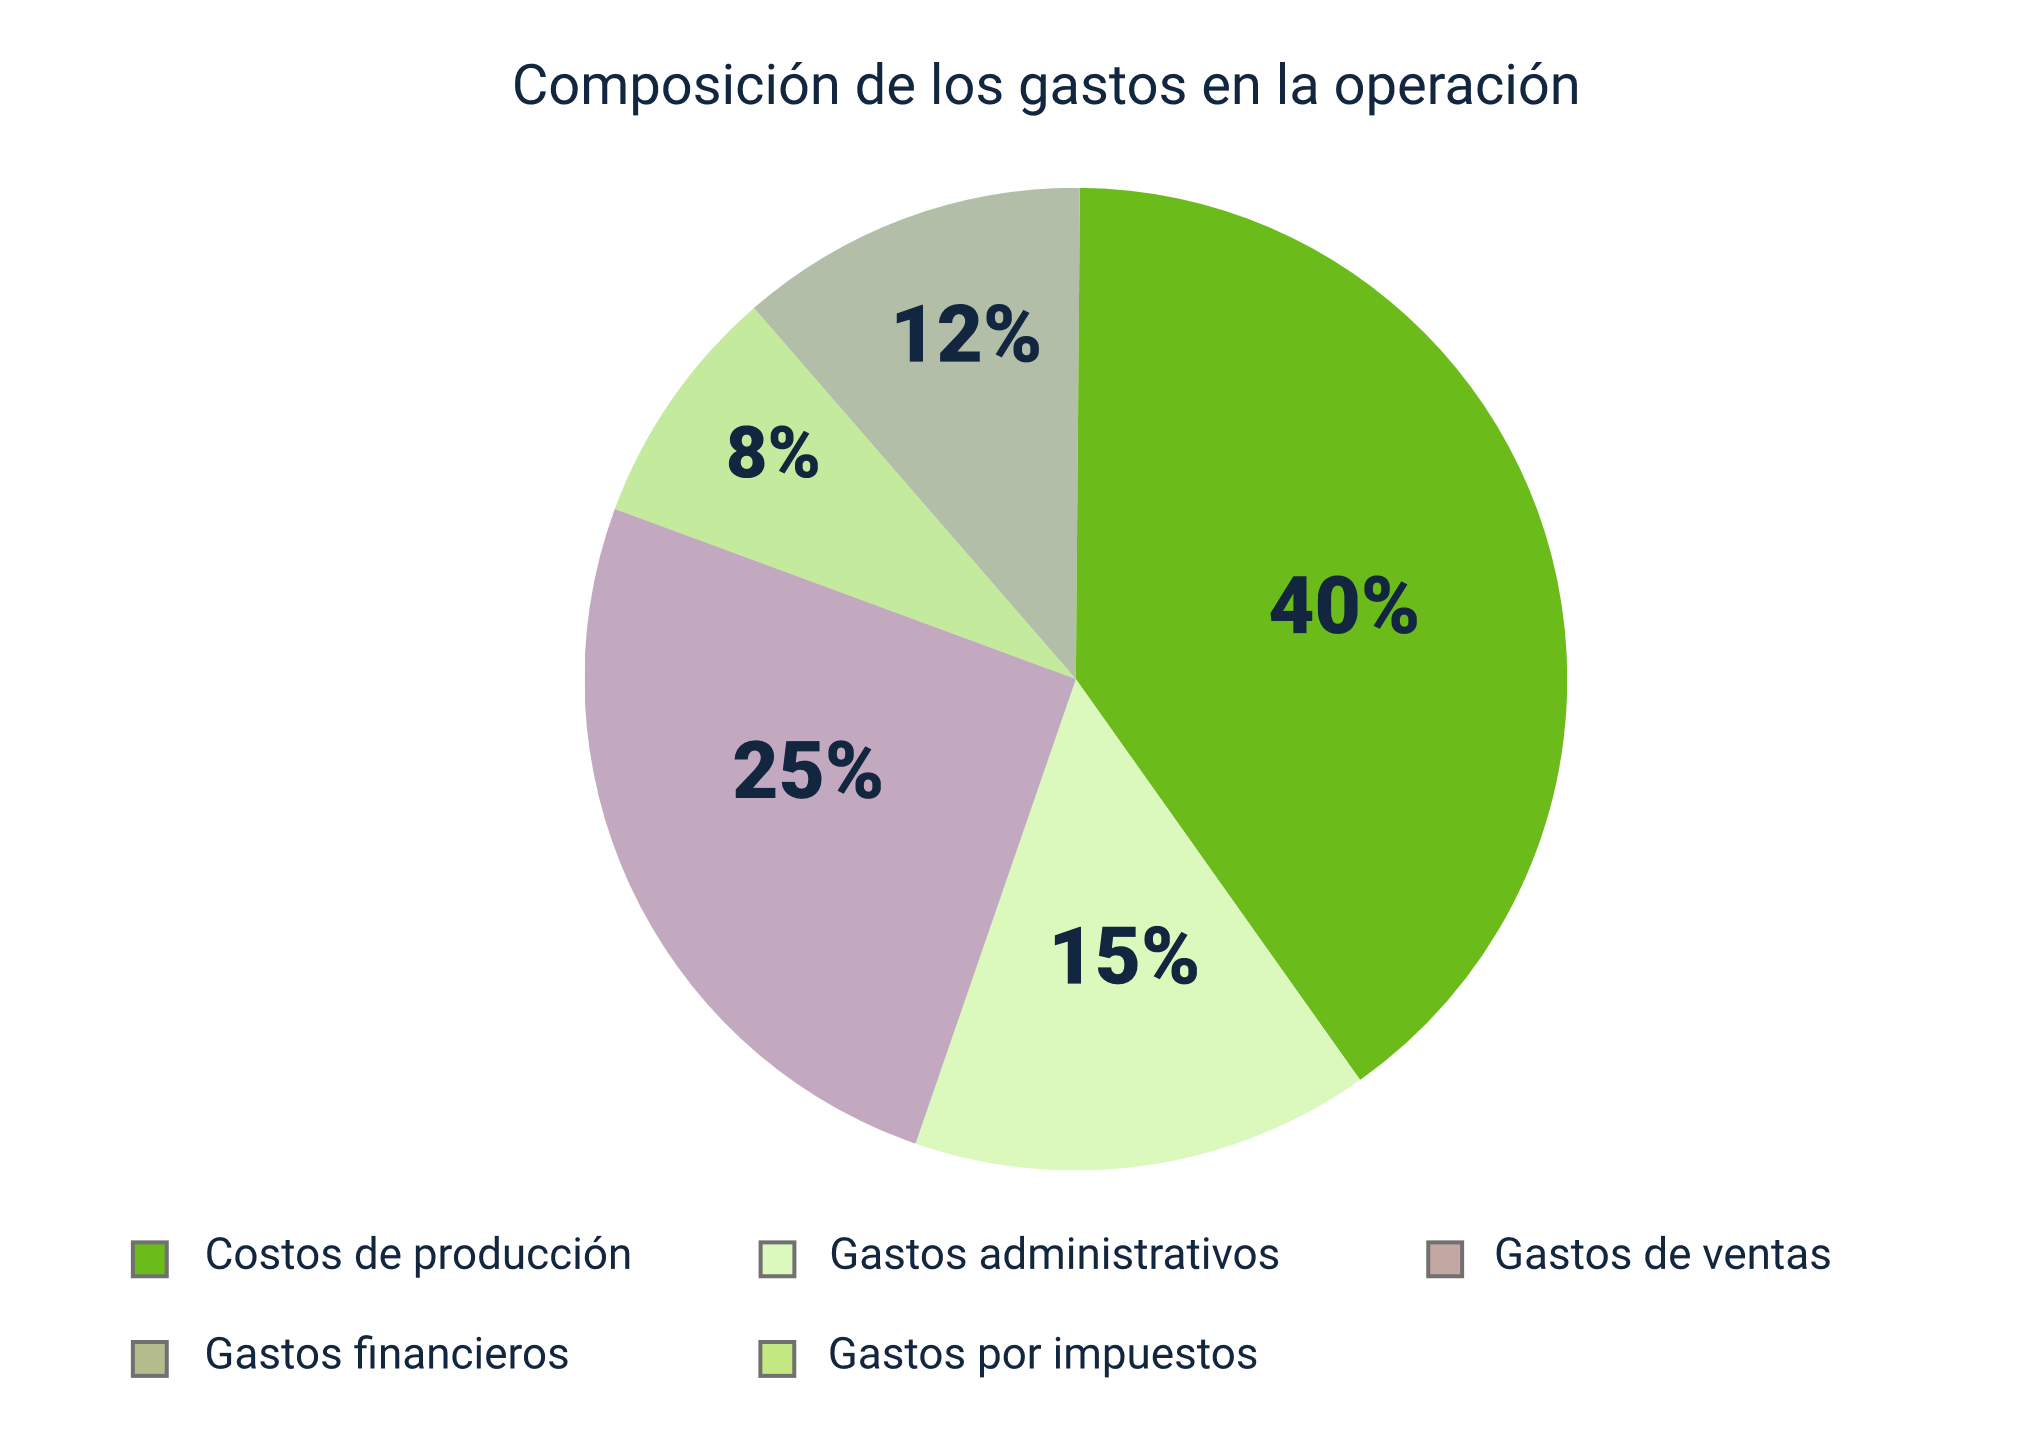 Composición de los gastos en la operación
12%
8%
40%
25%
15%
Costos de producción
Gastos administrativos
Gastos de ventas
Gastos financieros
Gastos por impuestos